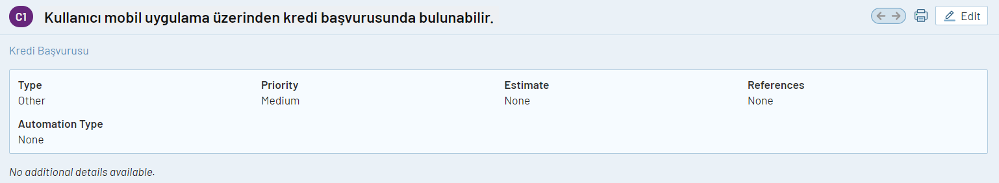 C1 Kullanıcı mobil uygulama üzerinden kredi başvurusunda bulunabilir. Edit
Kredi Başvurusu
Type Priority Estimate References
Other Medium None None
Automation Type
None
No additional details available.